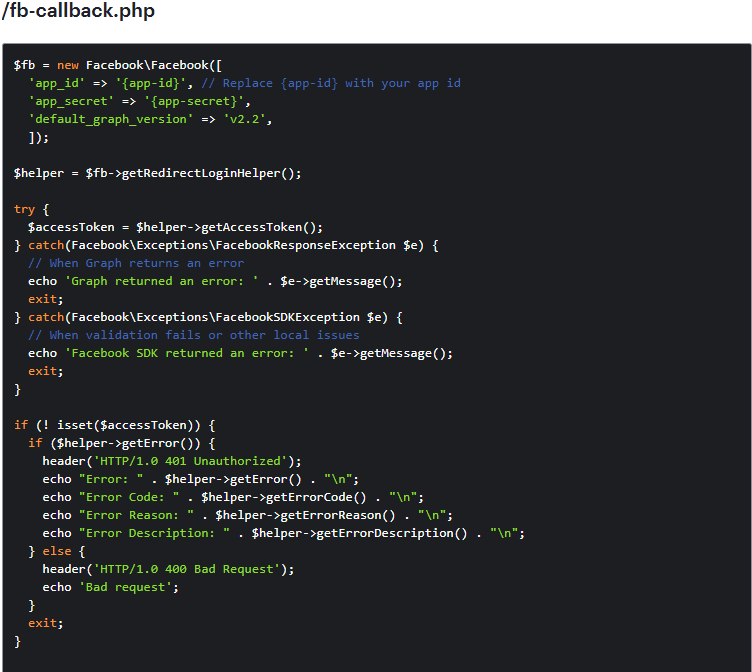 /fb-callback.php
$fb = new Facebook\Facebook([
  'app_id' => '{app-id}', // Replace {app-id} with your app id
  'app_secret' => '{app-secret}',
  'default_graph_version' => 'v2.2',
  ]);

$helper = $fb->getRedirectLoginHelper();

try {
  $accessToken = $helper->getAccessToken();
} catch(Facebook\Exceptions\FacebookResponseException $e) {
  // When Graph returns an error
  echo 'Graph returned an error: ' . $e->getMessage();
  exit;
} catch(Facebook\Exceptions\FacebookSDKException $e) {
  // When validation fails or other local issues
  echo 'Facebook SDK returned an error: ' . $e->getMessage();
  exit;
}

if (! isset($accessToken)) {
  if ($helper->getError()) {
    header('HTTP/1.0 401 Unauthorized');
    echo "Error: " . $helper->getError() . "\n";
    echo "Error Code: " . $helper->getErrorCode() . "\n";
    echo "Error Reason: " . $helper->getErrorReason() . "\n";
    echo "Error Description: " . $helper->getErrorDescription() . "\n";
  } else {
    header('HTTP/1.0 400 Bad Request');
    echo 'Bad request';
  }
  exit;
}